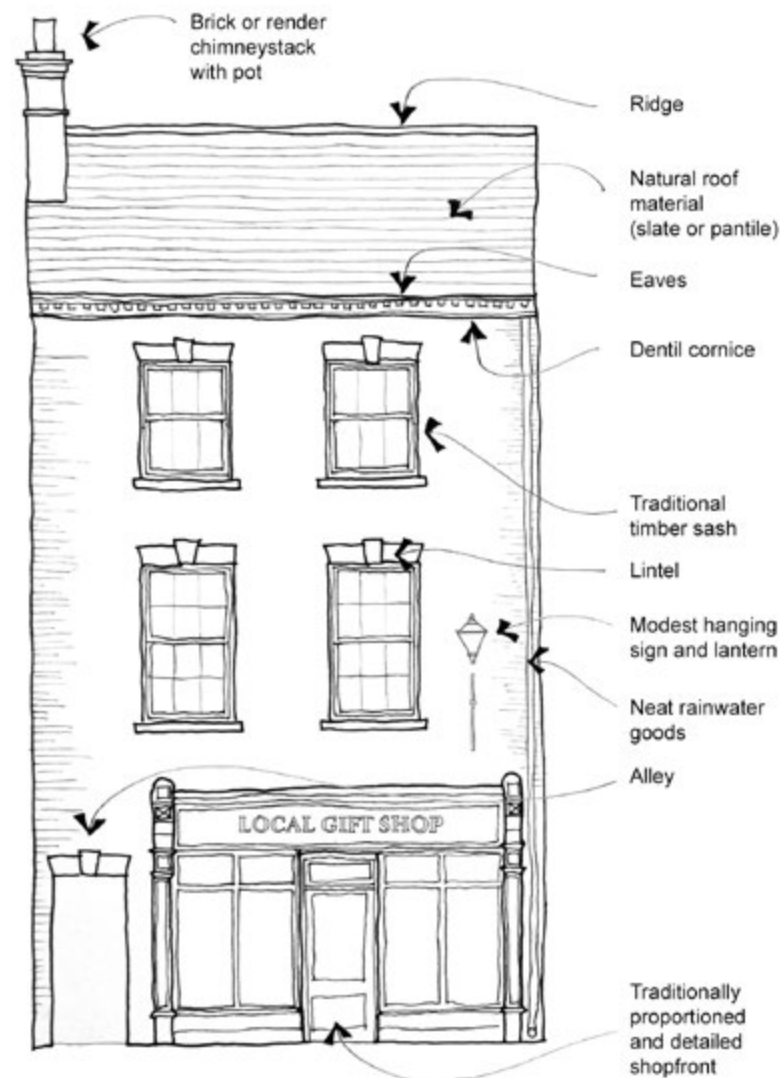 Brick or render
chimneystack
with pot
Ridge
Natural roof
material
(slate or pantile)
Eaves
Dentil cornice
Traditional
timber sash
Lintel
Modest hanging
sign and lantern
Neat rainwater
goods
Alley
LOCAL GIFT SHOP
Traditionally
proportioned
and detailed
shopfront